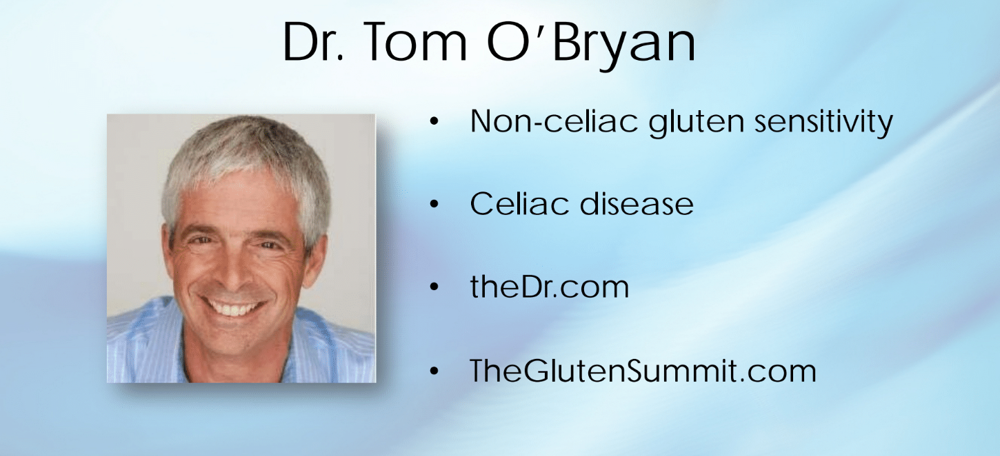 Dr. Tom O’Bryan
• Non-celiac gluten sensitivity
• Celiac disease
• theDr.com
• TheGlutenSummit.com